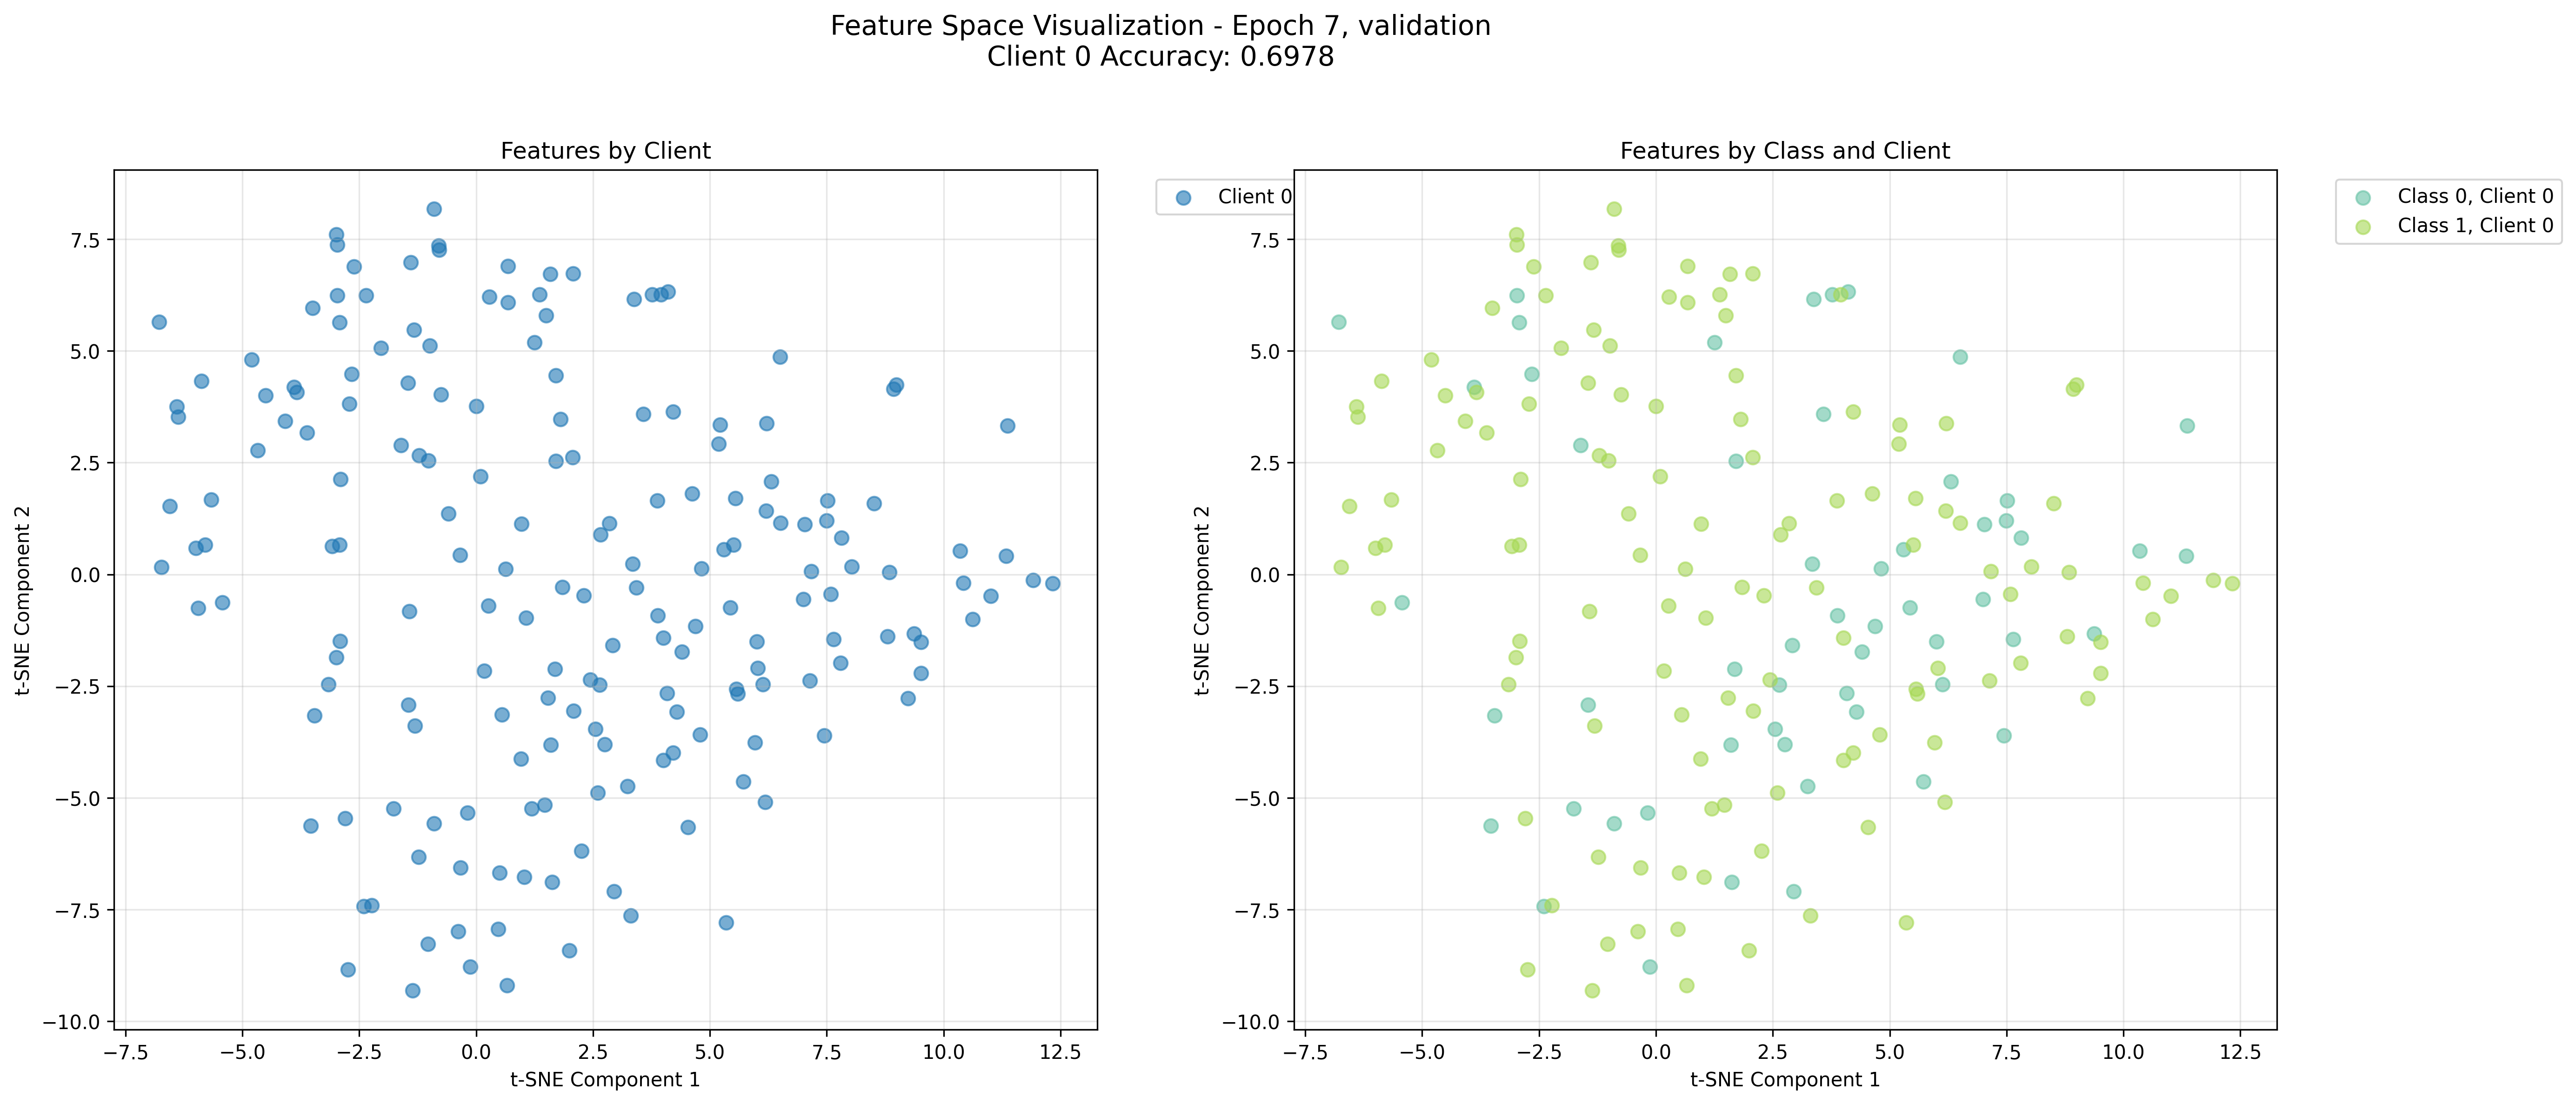 Feature Space Visualization - Epoch 7, validation
Client 0 Accuracy: 0.6978
Features by Client
Client 0
7.5
5.0
2.5
0.0
−2.5
−5.0
−7.5
−10.0
t-SNE Component 2
−7.5 −5.0 −2.5 0.0 2.5 5.0 7.5 10.0 12.5
t-SNE Component 1
Features by Class and Client
Class 0, Client 0
Class 1, Client 0
7.5
5.0
2.5
0.0
−2.5
−5.0
−7.5
−10.0
t-SNE Component 2
−7.5 −5.0 −2.5 0.0 2.5 5.0 7.5 10.0 12.5
t-SNE Component 1